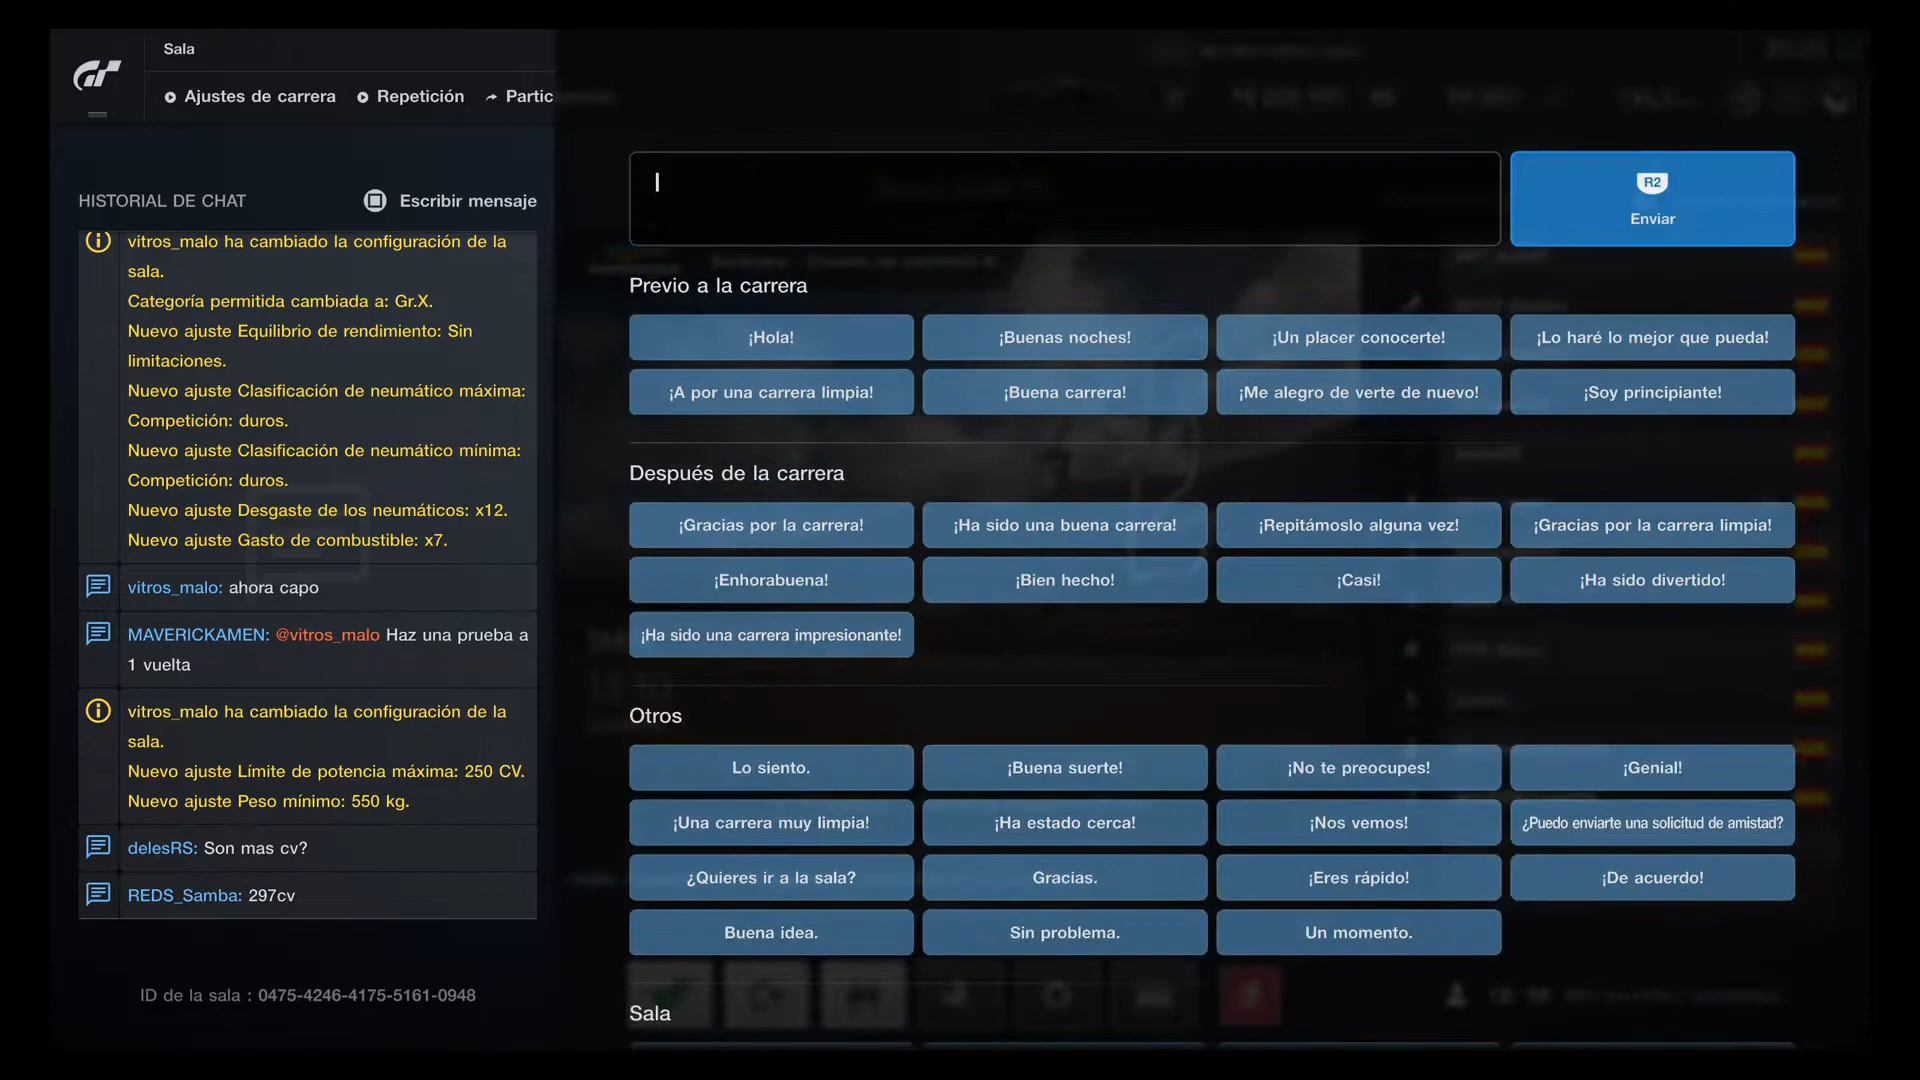 Sala
Ajustes de carrera
Repetición
Partic
HISTORIAL DE CHAT
Escribir mensaje
vitros_malo ha cambiado la configuración de la
sala.
Categoría permitida cambiada a: Gr.X.
Nuevo ajuste Equilibrio de rendimiento: Sin
limitaciones.
Nuevo ajuste Clasificación de neumático máxima:
Competición: duros.
Nuevo ajuste Clasificación de neumático mínima:
Competición: duros.
Nuevo ajuste Desgaste de los neumáticos: x12.
Nuevo ajuste Gasto de combustible: x7.
vitros_malo: ahora capo
MAVERICKAMEN: @vitros_malo Haz una prueba a
1 vuelta
vitros_malo ha cambiado la configuración de la
sala.
Nuevo ajuste Límite de potencia máxima: 250 CV.
Nuevo ajuste Peso mínimo: 550 kg.
delesRS: Son mas cv?
REDS_Samba: 297cv
ID de la sala : 0475-4246-4175-5161-0948
R2
Enviar
Previo a la carrera
¡Hola!
¡Buenas noches!
¡Un placer conocerte!
¡Lo haré lo mejor que pueda!
¡A por una carrera limpia!
¡Buena carrera!
¡Me alegro de verte de nuevo!
¡Soy principiante!
Después de la carrera
¡Gracias por la carrera!
¡Ha sido una buena carrera!
¡Repitámoslo alguna vez!
¡Gracias por la carrera limpia!
¡Enhorabuena!
¡Bien hecho!
¡Casi!
¡Ha sido divertido!
¡Ha sido una carrera impresionante!
Otros
Lo siento.
¡Buena suerte!
¡No te preocupes!
¡Genial!
¡Una carrera muy limpia!
¡Ha estado cerca!
¡Nos vemos!
¿Puedo enviarte una solicitud de amistad?
¿Quieres ir a la sala?
Gracias.
¡Eres rápido!
¡De acuerdo!
Buena idea.
Sin problema.
Un momento.
Sala